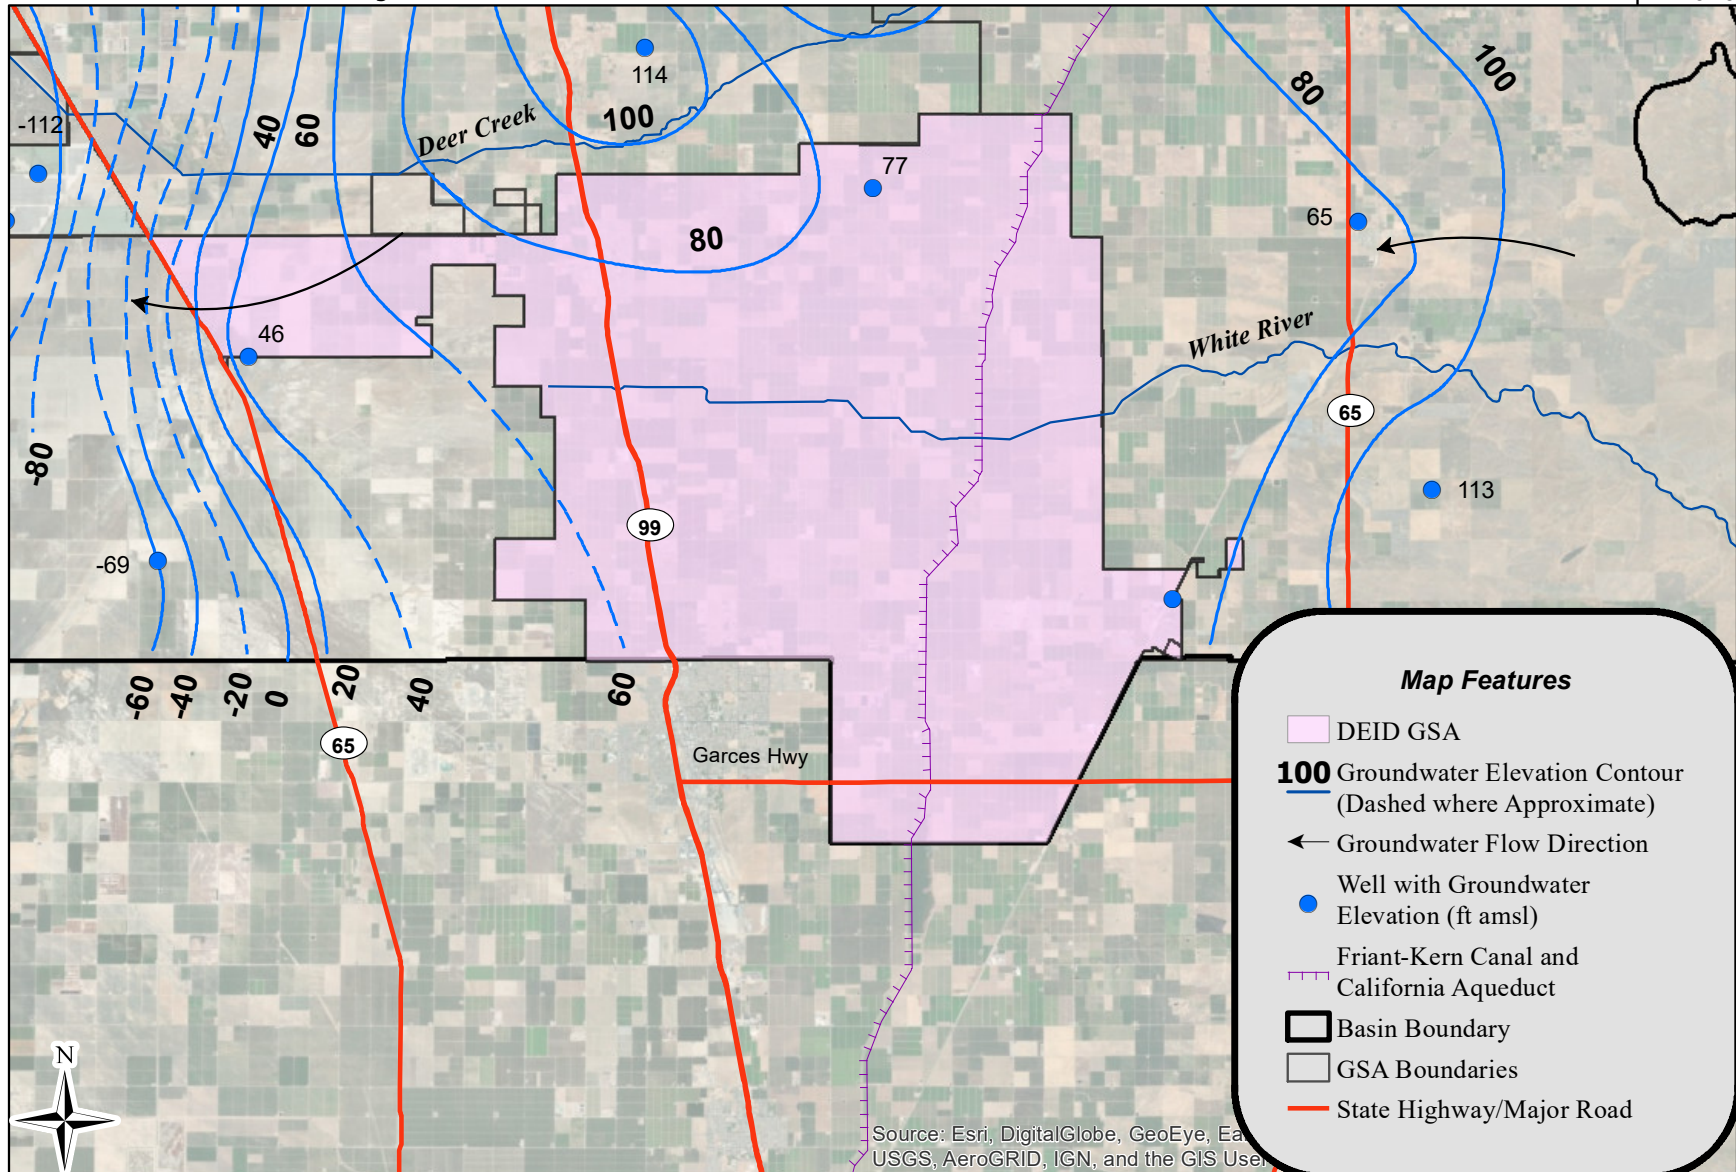 114
100
80
100
-112
40
60
Deer Creek
100
77
65
80
46
White River
65
-80
113
99
-69
-60
-40
-20
0
20
40
60
65
Garces Hwy
Map Features
DEID GSA
100 Groundwater Elevation Contour
(Dashed where Approximate)
Groundwater Flow Direction
Well with Groundwater
Elevation (ft amsl)
Friant-Kern Canal and
California Aqueduct
Basin Boundary
GSA Boundaries
State Highway/Major Road
N
Source: Esri, DigitalGlobe, GeoEye,
USGS, AeroGRID, IGN, and the GIS User